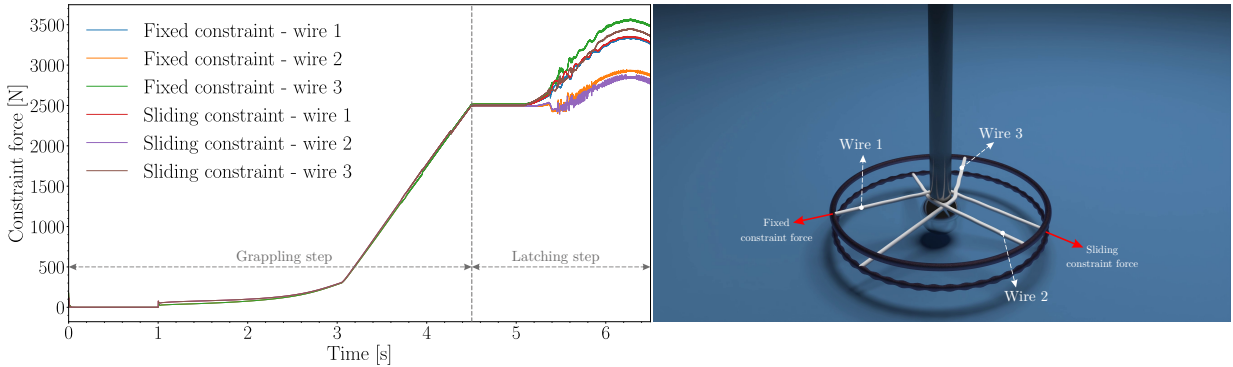 Constraint force [N]
3500
3000
2500
2000
1500
1000
500
0
Fixed constraint - wire 1
Fixed constraint - wire 2
Fixed constraint - wire 3
Sliding constraint - wire 1
Sliding constraint - wire 2
Sliding constraint - wire 3
Grappling step
Latching step
0 1 2 3 4 5 6
Time [s]
Wire 1
Wire 3
Fixed
constraint force
Sliding
constraint force
Wire 2